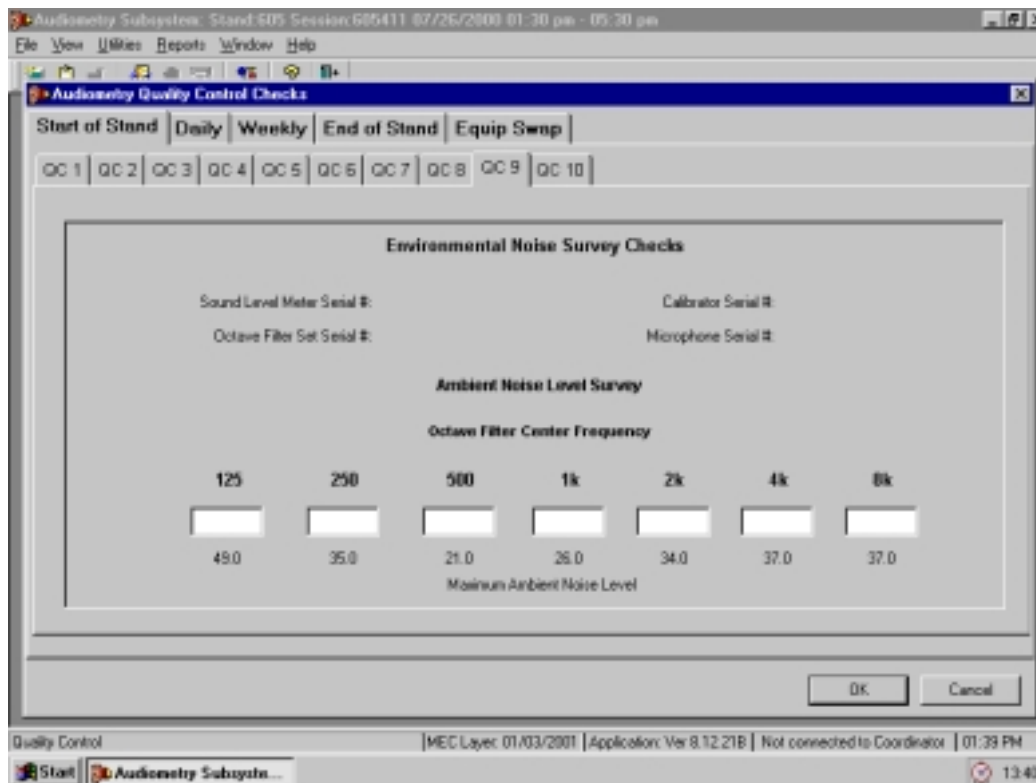 Audiometry Subsystem: Stand:605 Session:605411 07/26/2000 01:30 pm - 05:30 pm
File View Utilities Reports Window Help
Audiometry Quality Control Checks
Start of Stand Daily Weekly End of Stand Equip Swap
QC 1 QC 2 QC 3 QC 4 QC 5 QC 6 QC 7 QC 8 QC 9 QC 10
Environmental Noise Survey Checks
Sound Level Meter Serial #: Calibrator Serial #:
Octave Filter Set Serial #: Microphone Serial #:
Ambient Noise Level Survey
Octave Filter Center Frequency
125 250 500 1k 2k 4k 8k
49.0 35.0 21.0 26.0 34.0 37.0 37.0
Maximum Ambient Noise Level
OK Cancel
Quality Control MEC Layer: 01/03/2001 Application: Ver 8.12.21B Not connected to Coordinator 01:39 PM
Start Audiometry Subsyste...